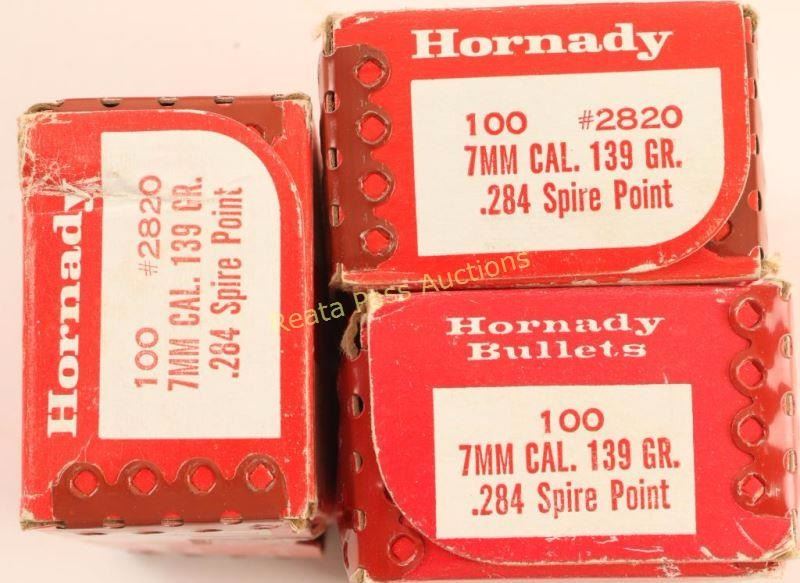 Hornady
100 #2820
7MM CAL. 139 GR.
.284 Spire Point
Hornady
100 #2820
7MM CAL. 139 GR.
.284 Spire Point
Hornady
Bullets
100
7MM CAL. 139 GR.
.284 Spire Point
Reata Pass Auctions